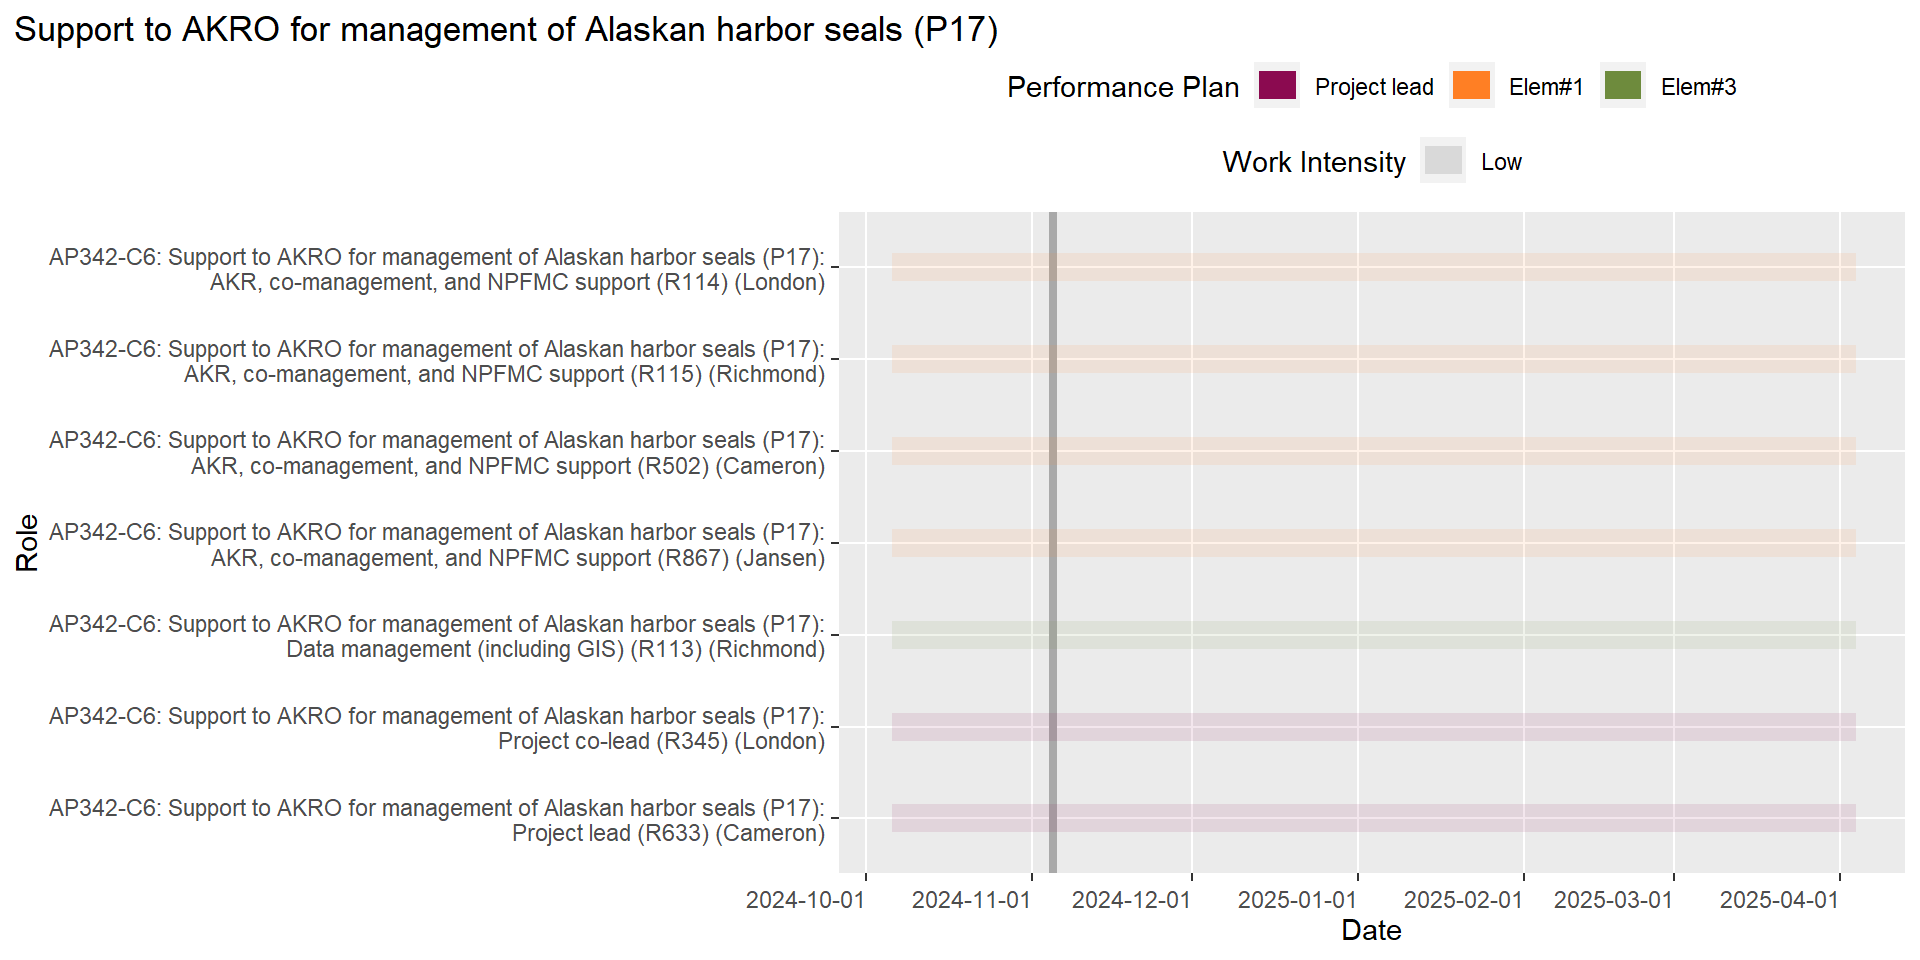 Support to AKRO for management of Alaskan harbor seals (P17)
Performance Plan Project lead Elem#1 Elem#3
Work Intensity Low
AP342-C6: Support to AKRO for management of Alaskan harbor seals (P17):
AKR, co-management, and NPFMC support (R114) (London)
AP342-C6: Support to AKRO for management of Alaskan harbor seals (P17):
AKR, co-management, and NPFMC support (R115) (Richmond)
AP342-C6: Support to AKRO for management of Alaskan harbor seals (P17):
AKR, co-management, and NPFMC support (R502) (Cameron)
AP342-C6: Support to AKRO for management of Alaskan harbor seals (P17):
AKR, co-management, and NPFMC support (R867) (Jansen)
AP342-C6: Support to AKRO for management of Alaskan harbor seals (P17):
Data management (including GIS) (R113) (Richmond)
AP342-C6: Support to AKRO for management of Alaskan harbor seals (P17):
Project co-lead (R345) (London)
AP342-C6: Support to AKRO for management of Alaskan harbor seals (P17):
Project lead (R633) (Cameron)
Role
2024-10-01 2024-11-01 2024-12-01 2025-01-01 2025-02-01 2025-03-01 2025-04-01
Date